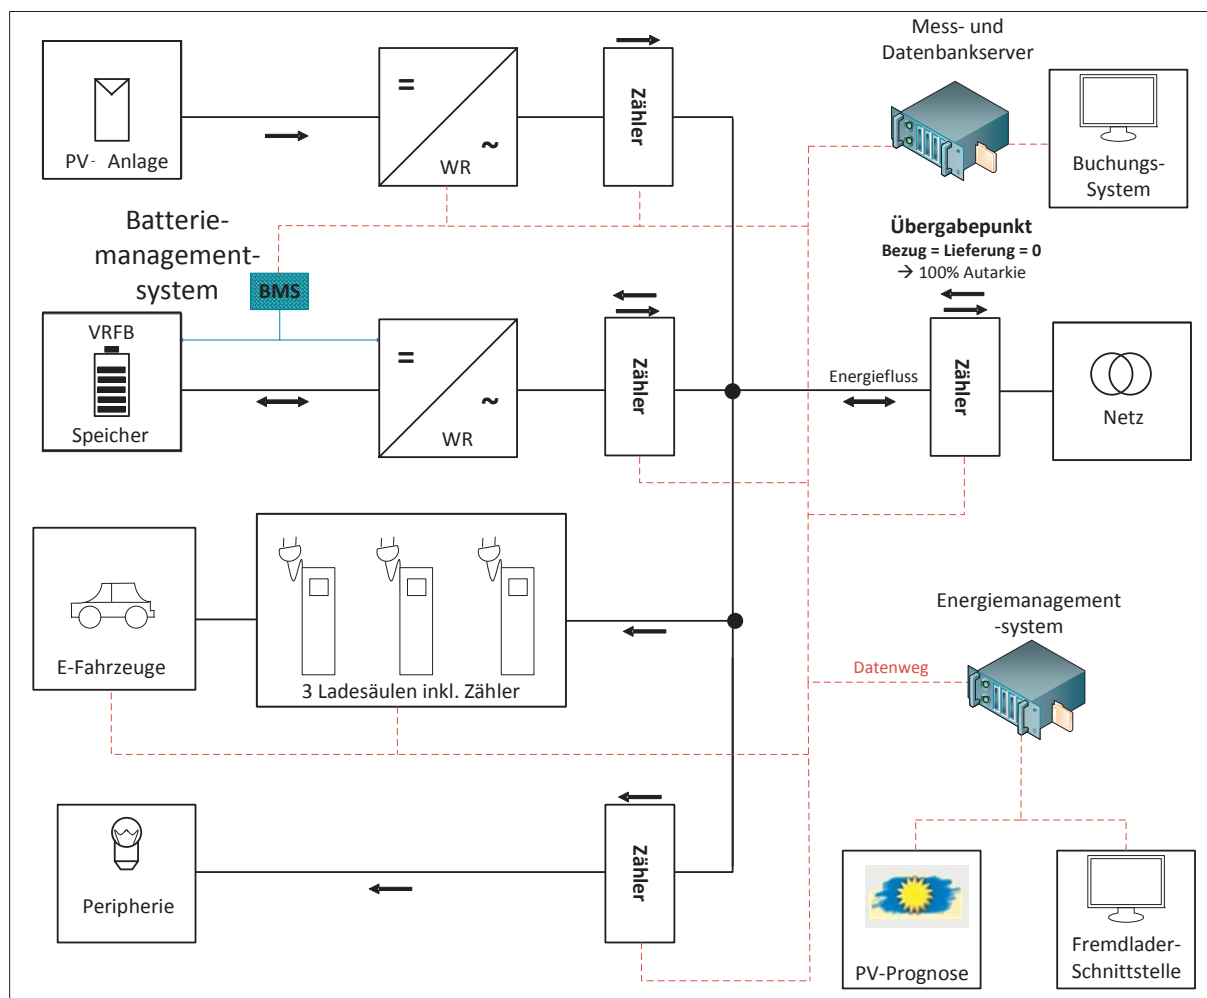 Mess- und
Datenbankserver
=
Zähler
PV- Anlage
~
WR
Buchungs-
System
Batterie-
management-
system
Übergabepunkt
Bezug = Lieferung = 0
→ 100% Autarkie
BMS
VRFB
=
Zähler
Energiefluss
Zähler
~
Speicher
WR
Netz
Energiemanagement
-system
E-Fahrzeuge
3 Ladesäulen inkl. Zähler
Datenweg
Zähler
Peripherie
PV-Prognose
Fremdlader-
Schnittstelle